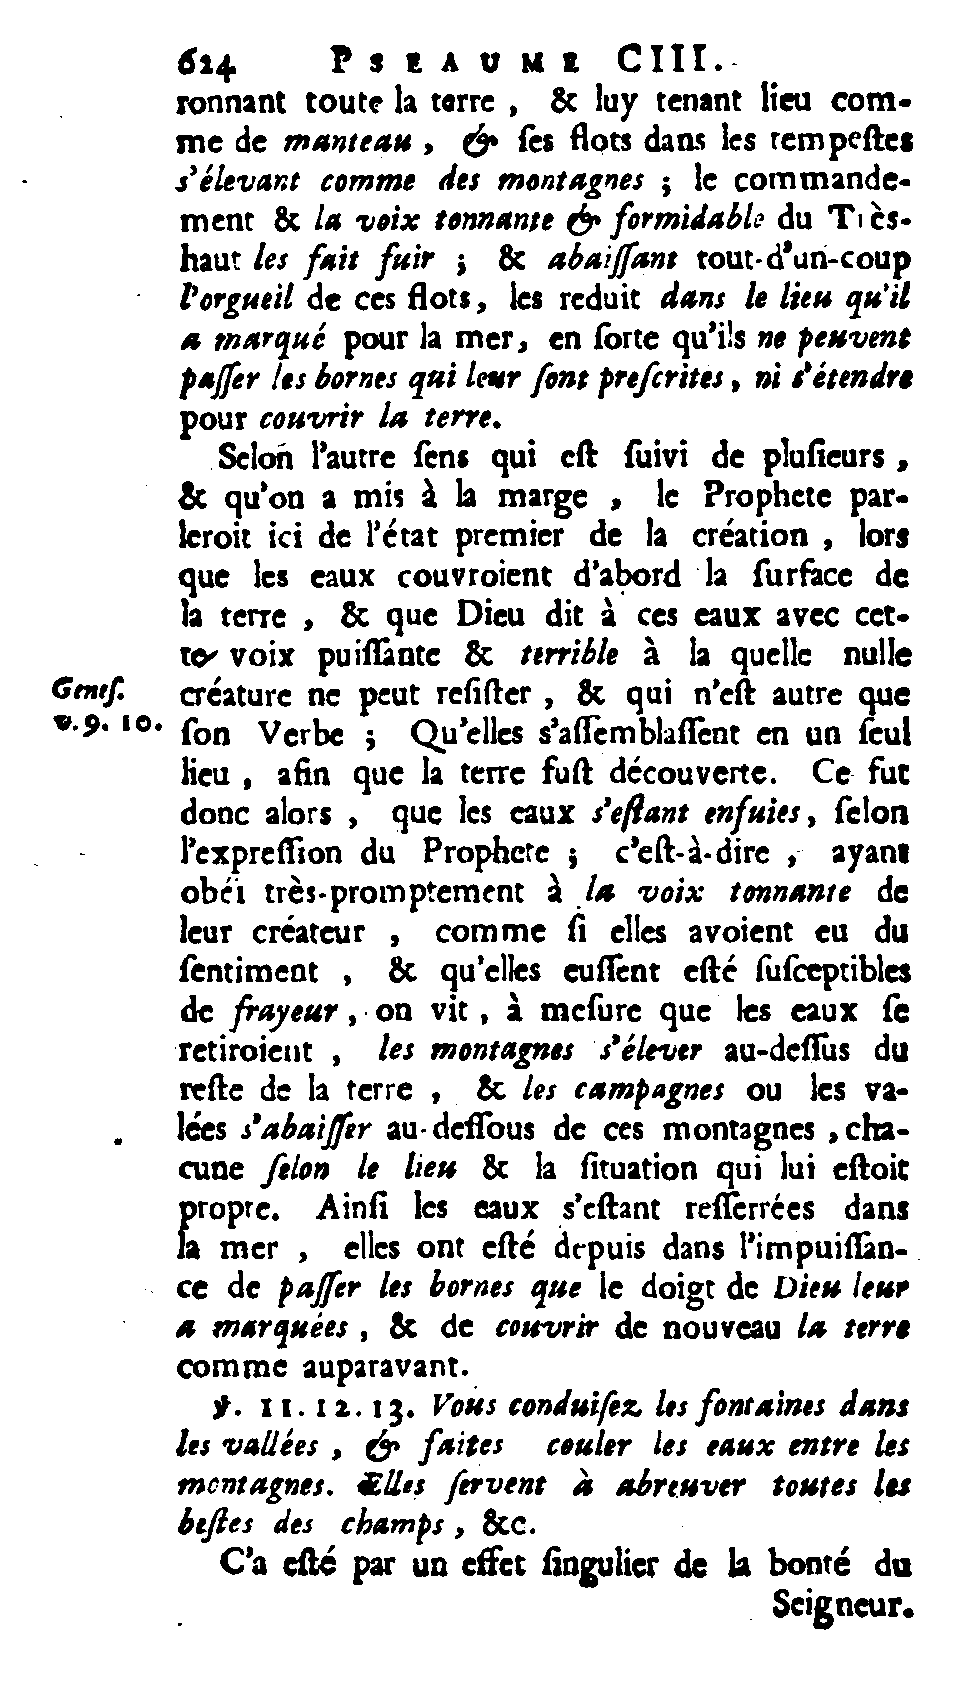 624 PSEAUME CIII.
ronnant toute la terre, & luy tenant lieu com-
me de manteau, & ſes flots dans les tempeſtes
s'élevant comme des montagnes; le commande-
ment & la voix tonnante & formidable du Très-
haut les fait fuir; & abaiſſant tout-d'un-coup
l'orgueil de ces flots, les reduit dans le lieu qu'il
a marqué pour la mer, en ſorte qu'ils ne peuvent
paſſer les bornes qui leur ſont preſcrites, ni s'étendre
pour couvrir la terre.
Selon l'autre ſens qui eſt ſuivi de pluſieurs,
& qu'on a mis à la marge, le Prophete par-
leroit ici de l'état premier de la création, lors
que les eaux couvroient d'abord la ſurface de
la terre, & que Dieu dit à ces eaux avec cet-
te voix puiſſante & terrible à la quelle nulle
Geneſ. créature ne peut reſiſter, & qui n'eſt autre que
v. 9. 10. ſon Verbe; Qu'elles s'aſſemblaſſent en un ſeul
lieu, afin que la terre fuſt découverte. Ce fut
donc alors, que les eaux s'eſtant enfuies, ſelon
l'expreſſion du Prophete; c'eſt-à-dire, ayant
obéi très-promptement à la voix tonnante de
leur créateur, comme ſi elles avoient eu du
ſentiment, & qu'elles euſſent eſté ſuſceptibles
de frayeur, on vit, à meſure que les eaux ſe
retiroient, les montagnes s'élever au-deſſus du
reſte de la terre, & les campagnes ou les va-
lées s'abaiſſer au-deſſous de ces montagnes, cha-
cune ſelon le lieu & la ſituation qui lui eſtoit
propre. Ainſi les eaux s'eſtant reſſerrées dans
la mer, elles ont eſté depuis dans l'impuiſſan-
ce de paſſer les bornes que le doigt de Dieu leur
a marquées, & de couvrir de nouveau la terre
comme auparavant.
℣. 11. 12. 13. Vous conduiſez les fontaines dans
les vallées, & faites couler les eaux entre les
montagnes. Elles ſervent à abreuver toutes les
beſtes des champs, &c.
C'a eſté par un effet ſingulier de la bonté du
Seigneur.